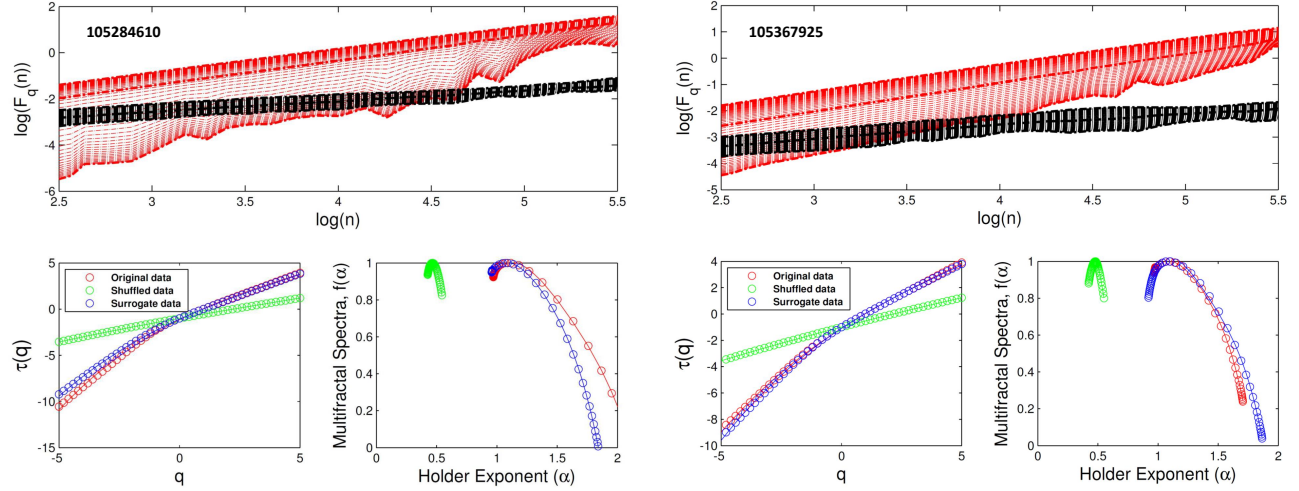 105284610
log(F_q(n))
2
0
-2
-4
-6
2.5 3 3.5 4 4.5 5 5.5
log(n)
105367925
log(F_q(n))
2
1
0
-1
-2
-3
-4
-5
2.5 3 3.5 4 4.5 5 5.5
log(n)
τ(q)
5
0
-5
-10
-15
Original data
Shuffled data
Surrogate data
-5 0 5
q
Multifractal Spectra, f(α)
1
0.8
0.6
0.4
0.2
0
0 0.5 1 1.5 2
Holder Exponent (α)
τ(q)
4
2
0
-2
-4
-6
-8
-10
Original data
Shuffled data
Surrogate data
-5 0 5
q
Multifractal Spectra, f(α)
1
0.8
0.6
0.4
0.2
0
0 0.5 1 1.5 2
Holder Exponent (α)